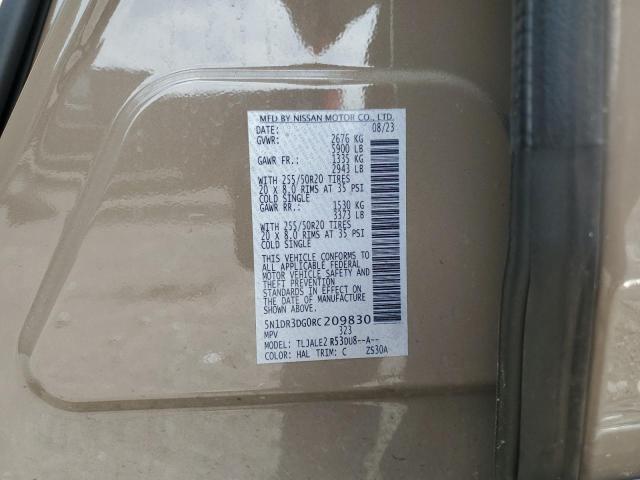 MFD BY NISSAN MOTOR CO., LTD.
DATE: 08/23
GVWR: 2676 KG
5900 LB
GAWR FR.: 1335 KG
2943 LB
WITH 255/50R20 TIRES
20 x 8.0 RIMS AT 35 PSI
COLD SINGLE
GAWR RR.: 1530 KG
3373 LB
WITH 255/50R20 TIRES
20 x 8.0 RIMS AT 35 PSI
COLD SINGLE
THIS VEHICLE CONFORMS TO
ALL APPLICABLE FEDERAL
MOTOR VEHICLE SAFETY AND
THEFT PREVENTION
STANDARDS IN EFFECT ON
THE DATE OF MANUFACTURE
SHOWN ABOVE.
5N1DR3DG0RC209830
MPV 323
MODEL: TLJALE2 R53DU8--A--
COLOR: HAL TRIM: C ZS30A